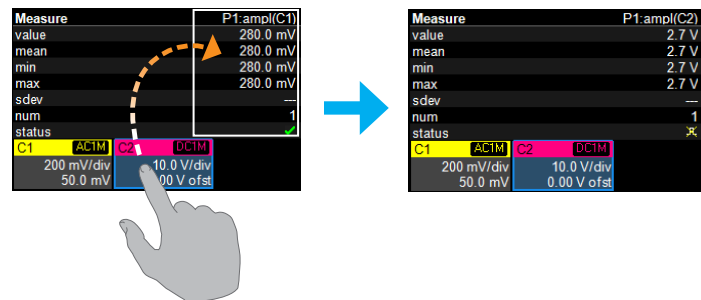 Measure P1:ampl(C1)
value 280.0 mV
mean 280.0 mV
min 280.0 mV
max 280.0 mV
sdev ---
num 1
status
C1 AC1M C2 DC1M
200 mV/div 10.0 V/div
50.0 mV .00 V ofst
Measure P1:ampl(C2)
value 2.7 V
mean 2.7 V
min 2.7 V
max 2.7 V
sdev ---
num 1
status
C1 AC1M C2 DC1M
200 mV/div 10.0 V/div
50.0 mV 0.00 V ofst